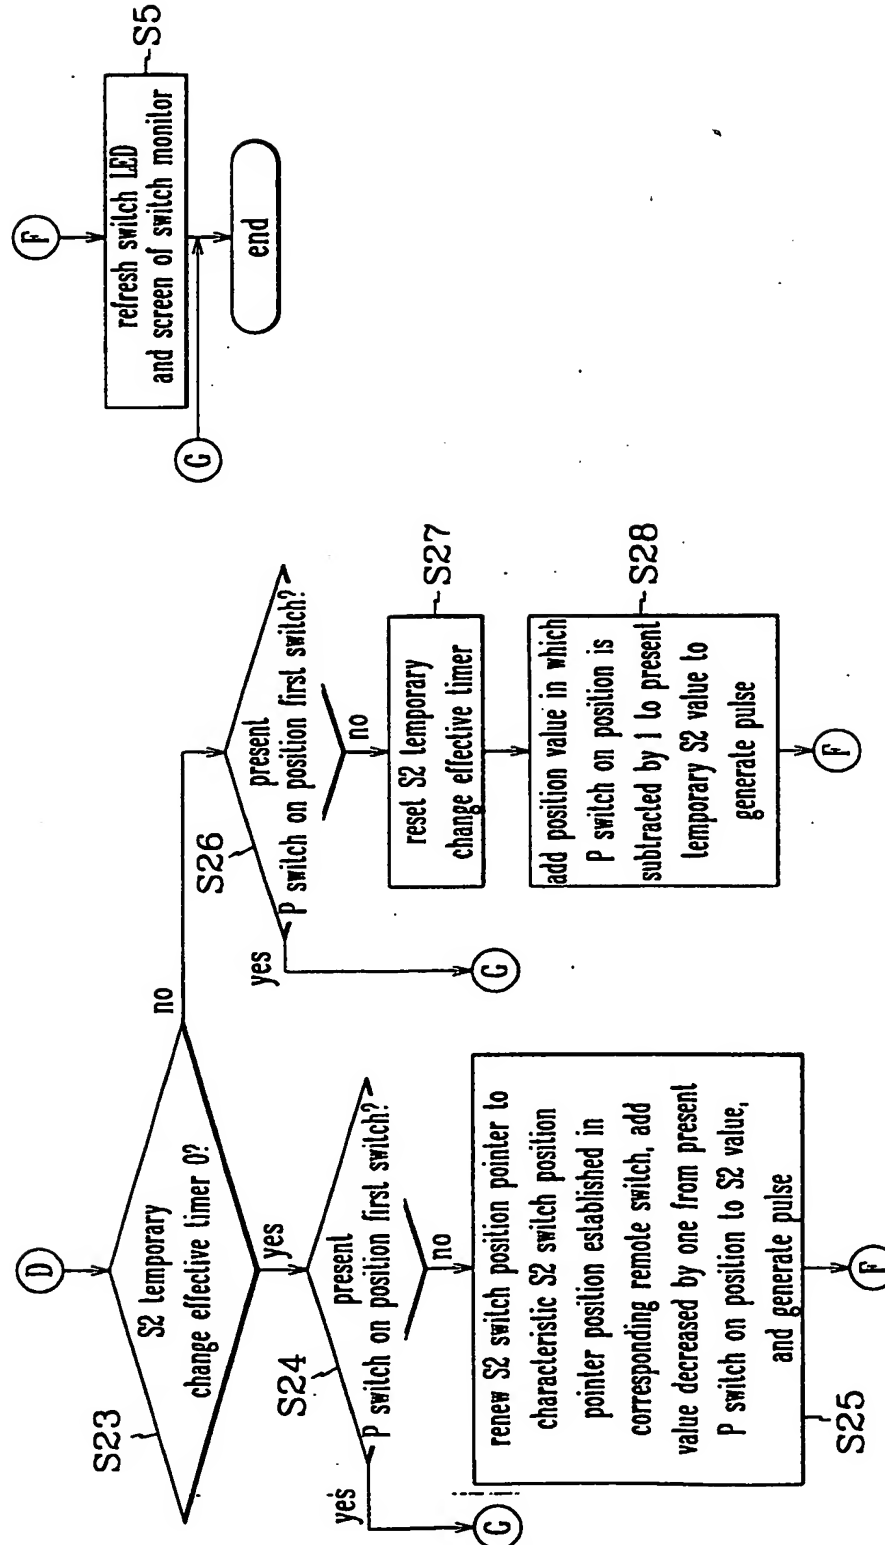 D
S23
S2 temporary
change effective timer 0?
no
yes
S24
present
P switch on position first switch?
yes
G
no
renew S2 switch position pointer to
characteristic S2 switch position
pointer position established in
corresponding remote switch, add
value decreased by one from present
P switch on position to S2 value,
and generate pulse
S25
F
S26
present
P switch on position first switch?
yes
G
no
reset S2 temporary
change effective timer
S27
add position value in which
P switch on position is
subtracted by 1 to present
temporary S2 value to
generate pulse
S28
F
F
refresh switch LED
and screen of switch monitor
S5
G
end